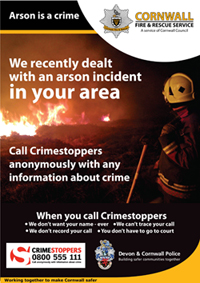 Arson is a crime
CORNWALL
FIRE & RESCUE SERVICE
A service of Cornwall Council
We recently dealt
with an arson incident
in your area
Call Crimestoppers
anonymously with any
information about crime
When you call Crimestoppers
• We don't want your name - ever • We can't trace your call
• We don't record your call • You don't have to go to court
CRIMESTOPPERS
0800 555 111
Devon & Cornwall Police
Building safer communities together
Working together to make Cornwall safer